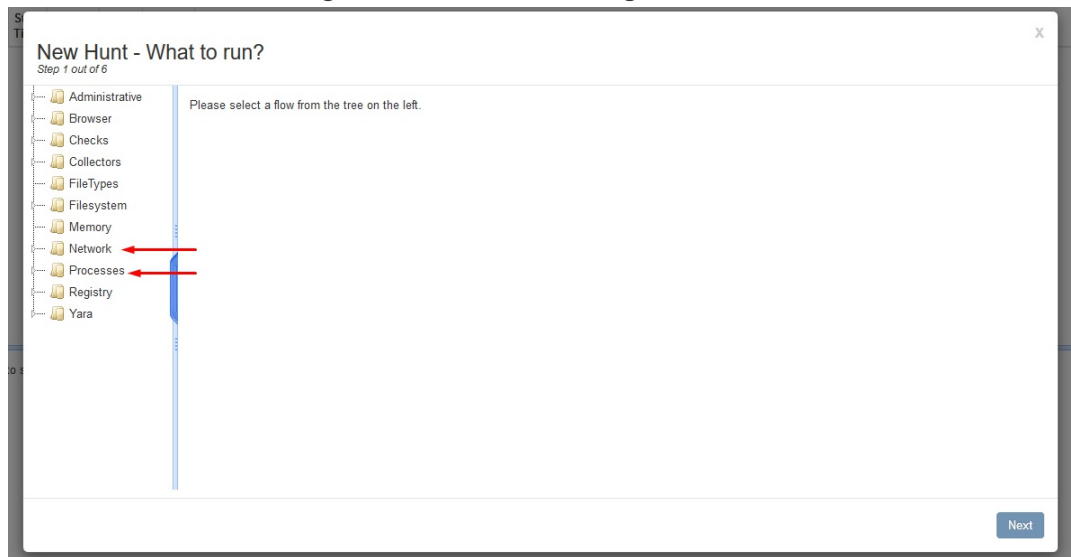 New Hunt - What to run?
X
Step 1 out of 6
Administrative
Browser
Checks
Collectors
FileTypes
Filesystem
Memory
Network
Processes
Registry
Yara
Please select a flow from the tree on the left.
Next